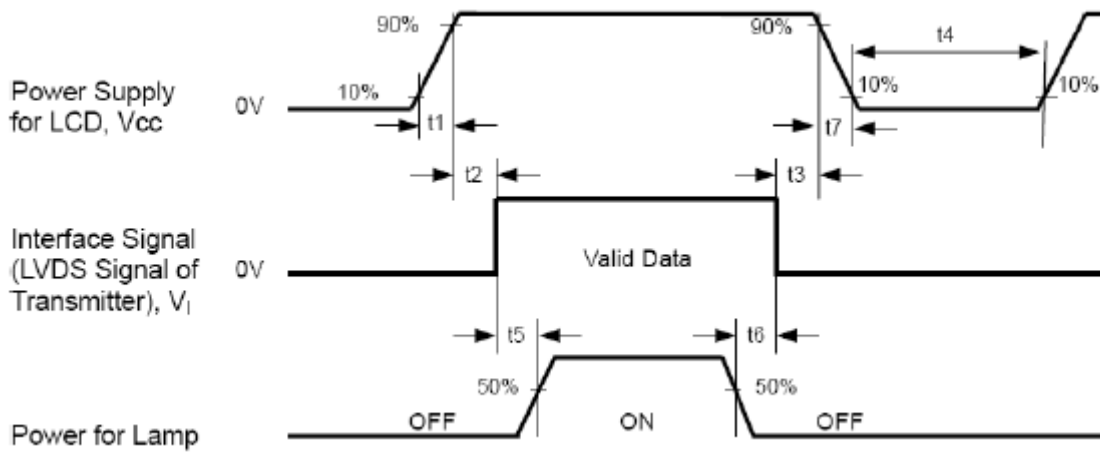 90%
90%
t4
Power Supply
for LCD, Vcc
0V
10%
10%
10%
t1
t7
t2
t3
Interface Signal
(LVDS Signal of
Transmitter), VI
0V
Valid Data
t5
t6
50%
50%
Power for Lamp
OFF
ON
OFF